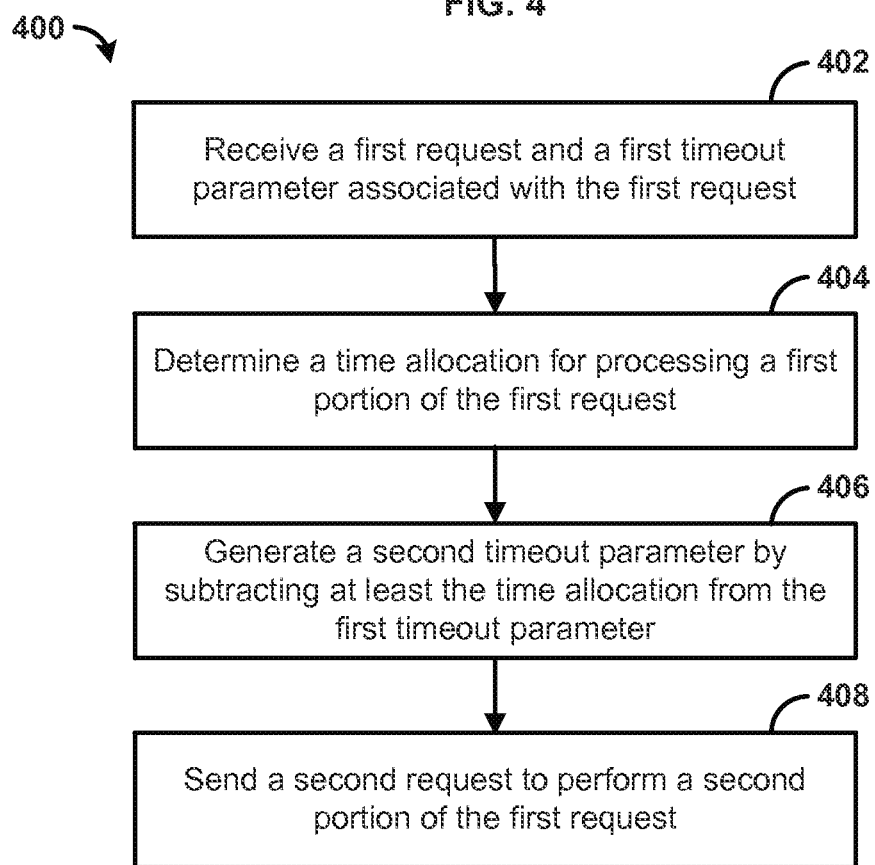 FIG. 4
400
402
Receive a first request and a first timeout
parameter associated with the first request
404
Determine a time allocation for processing a first
portion of the first request
406
Generate a second timeout parameter by
subtracting at least the time allocation from the
first timeout parameter
408
Send a second request to perform a second
portion of the first request